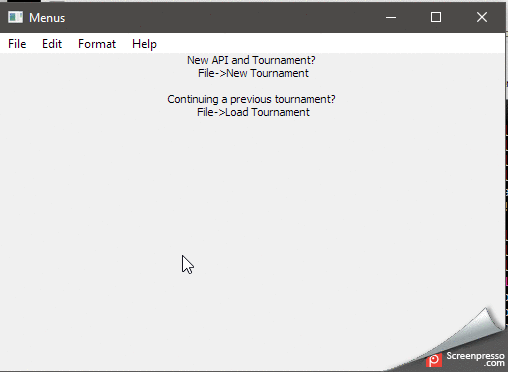 Menus
File Edit Format Help
New API and Tournament?
File->New Tournament
Continuing a previous tournament?
File->Load Tournament
Screenpresso
.com